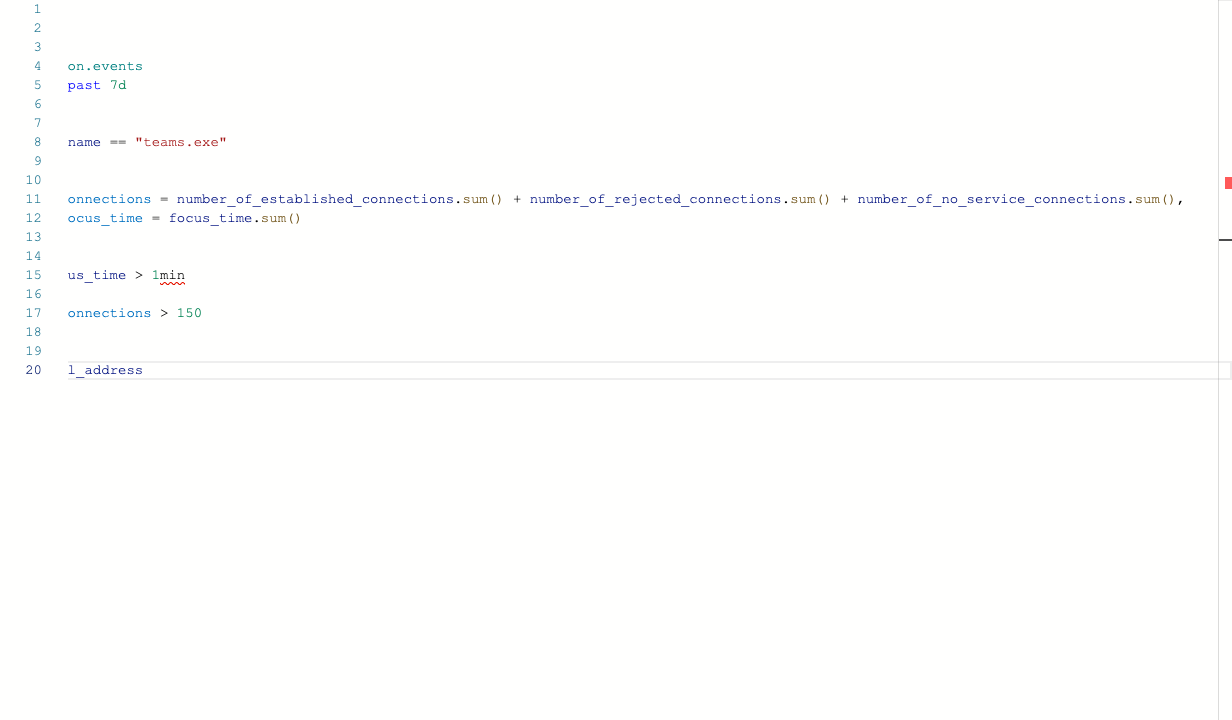 1
2
3
4 on.events
5 past 7d
6
7
8 name == "teams.exe"
9
10
11 onnections = number_of_established_connections.sum() + number_of_rejected_connections.sum() + number_of_no_service_connections.sum(),
12 ocus_time = focus_time.sum()
13
14
15 us_time > 1min
16
17 onnections > 150
18
19
20 l_address